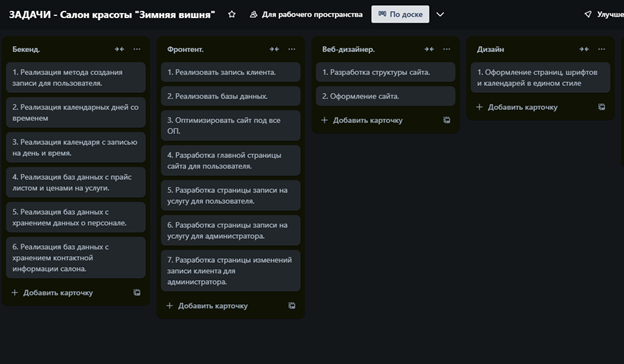 ЗАДАЧИ - Салон красоты "Зимняя вишня"
Для рабочего пространства
По доске
Улучше
Бекенд.
1. Реализация метода создания
записи для пользователя.
2. Реализация календарных дней со
временем
3. Реализация календаря с записью
на день и время.
4. Реализация баз данных с прайс
листом и ценами на услуги.
5. Реализация баз данных с
хранением данных о персонале.
6. Реализация баз данных с
хранением контактной
информации салона.
Добавить карточку
Фронтент.
1. Реализовать запись клиента.
2. Реализовать базы данных.
3. Оптимизировать сайт под все
ОП.
4. Разработка главной страницы
сайта для пользователя.
5. Разработка страницы записи на
услугу для пользователя.
6. Разработка страницы записи на
услугу для администратора.
7. Разработка страницы изменений
записи клиента для
администратора.
Добавить карточку
Веб-дизайнер.
1. Разработка структуры сайта.
2. Оформление сайта.
Добавить карточку
Дизайн
1. Оформление страниц, шрифтов
и календарей в едином стиле
Добавить карточку